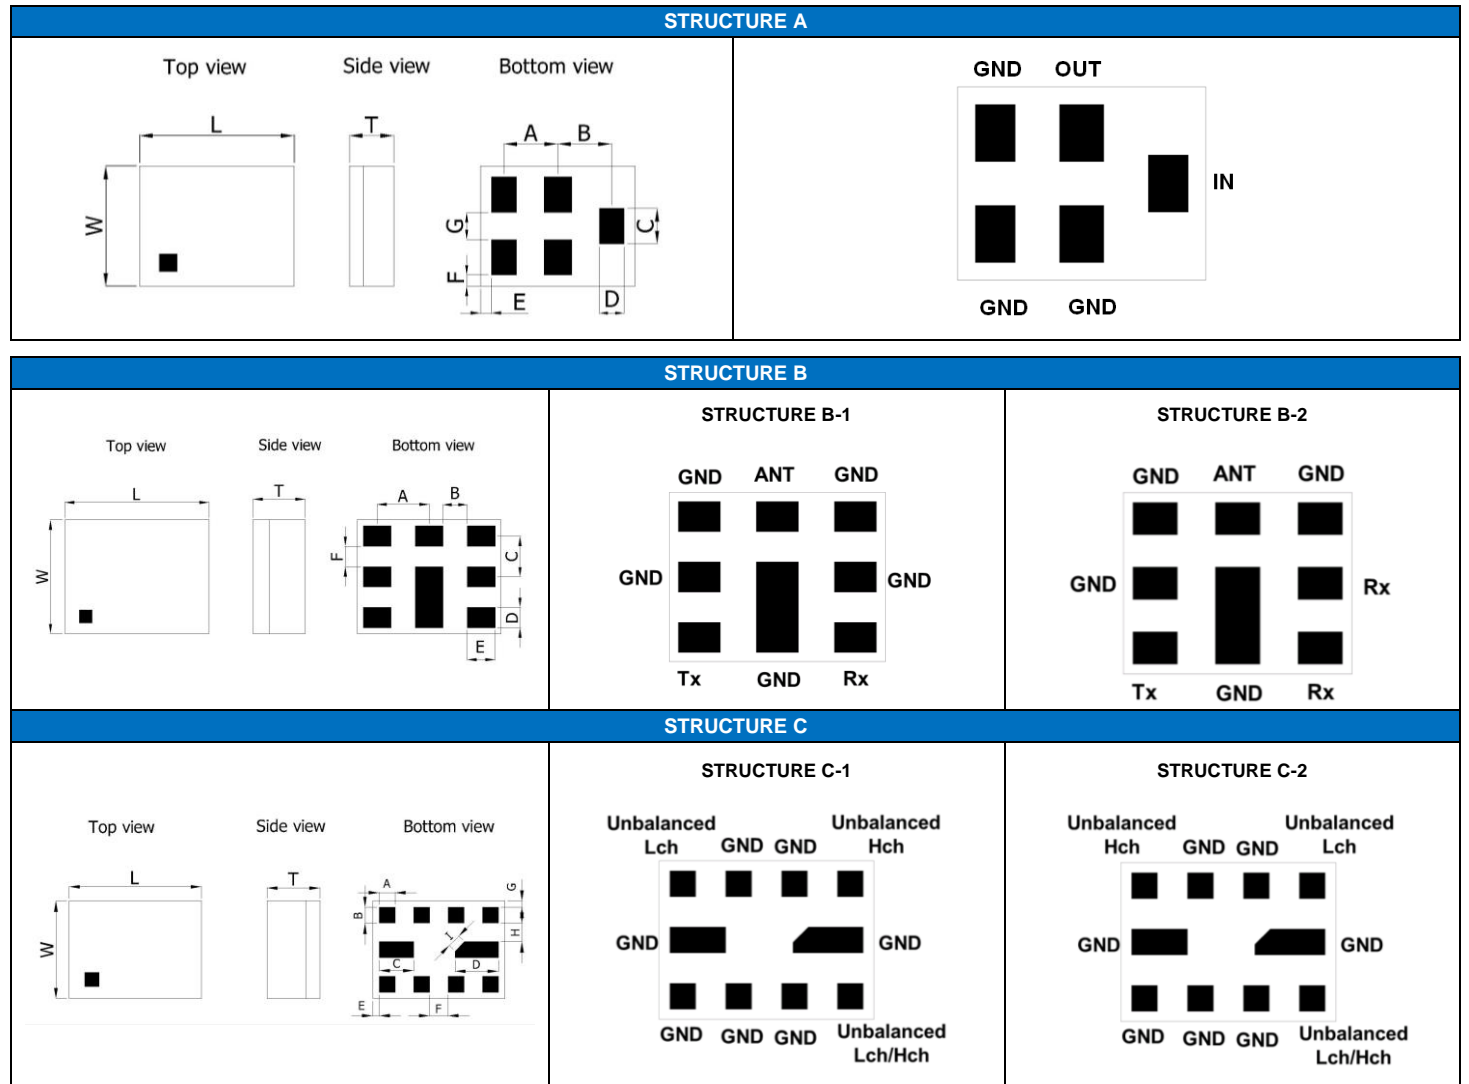 STRUCTURE A
Top view Side view Bottom view
L
T
W
A B
G
C
F
E
D
GND OUT
IN
GND GND
STRUCTURE B
Top view Side view Bottom view
L
T
W
A B
F
C
D
E
STRUCTURE B-1
GND ANT GND
GND GND
Tx GND Rx
STRUCTURE B-2
GND ANT GND
GND Rx
Tx GND Rx
STRUCTURE C
Top view Side view Bottom view
L
T
W
A
G
B
I
H
C
D
E
F
STRUCTURE C-1
Unbalanced Unbalanced
Lch GND GND Hch
GND GND
GND GND GND Unbalanced
Lch/Hch
STRUCTURE C-2
Unbalanced Unbalanced
Hch GND GND Lch
GND GND
GND GND GND Unbalanced
Lch/Hch